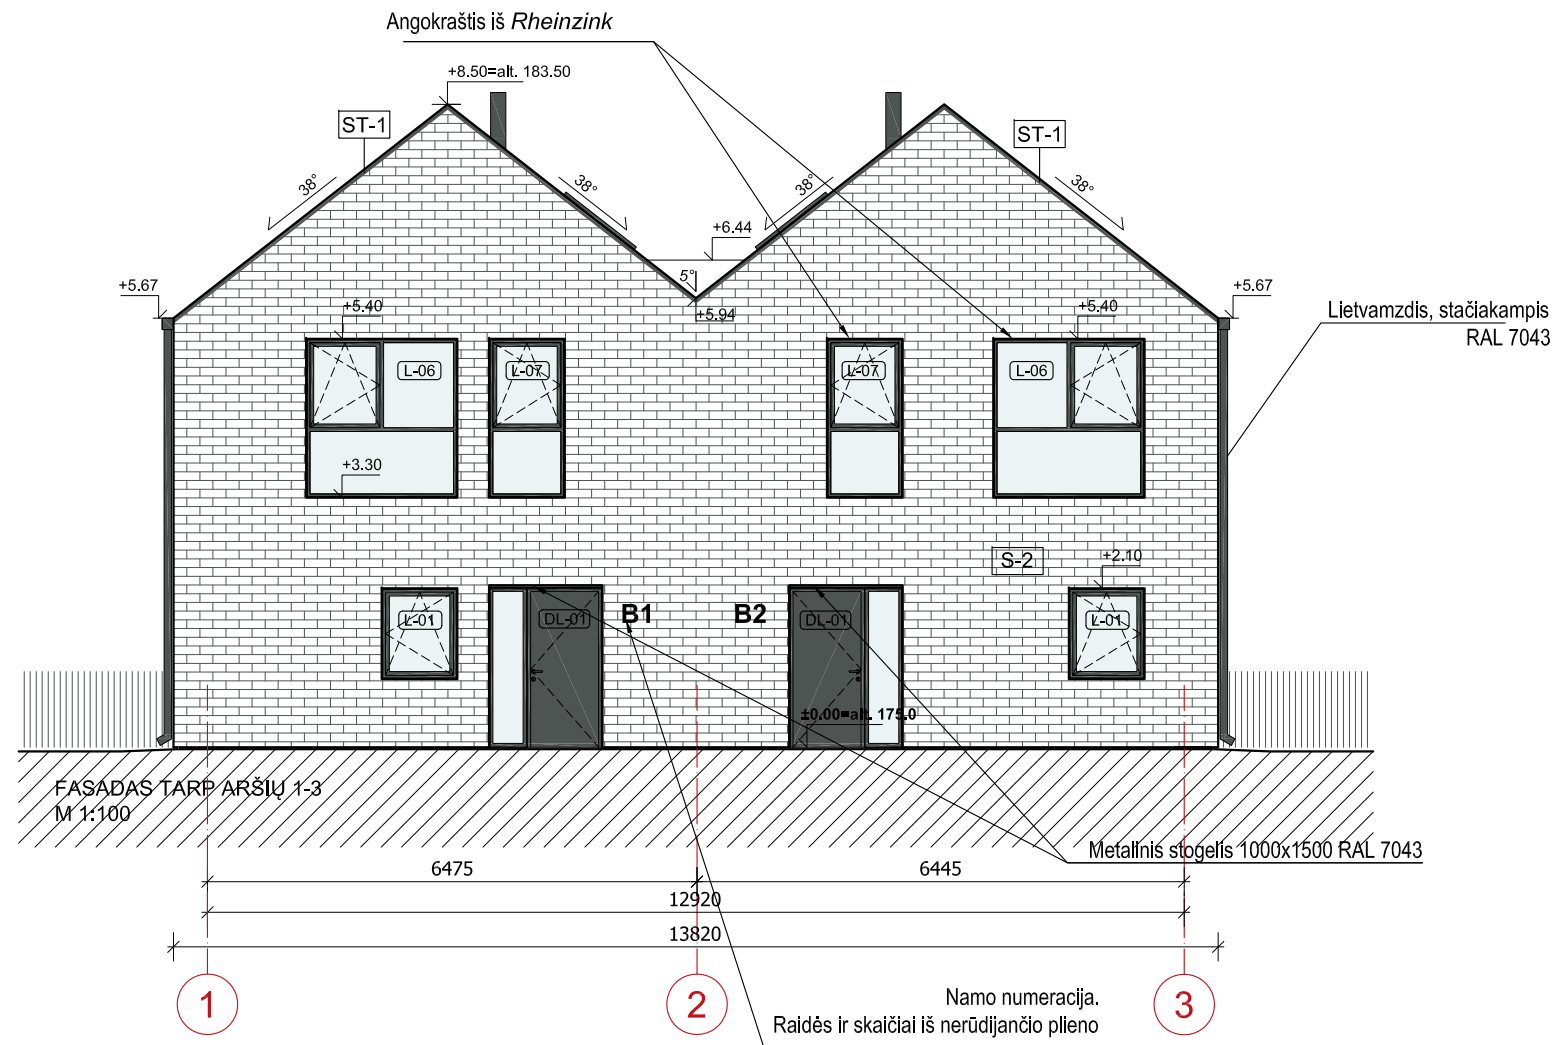 Angokraštis iš Rheinzink
+8.50=alt. 183.50
ST-1
ST-1
38°
38°
38°
38°
+6.44
5°
+5.67
+5.67
+5.94
+5.40
+5.40
Lietvamzdis, stačiakampis
RAL 7043
L-06
L-07
L-07
L-06
+3.30
S-2
+2.10
L-01
DL-01
B1
B2
DL-01
L-01
±0.00=alt. 175.0
FASADAS TARP ARŠIŲ 1-3
M 1:100
Metalinis stogelis 1000x1500 RAL 7043
6475
6445
12920
13820
1
2
3
Namo numeracija.
Raidės ir skaičiai iš nerūdijančio plieno